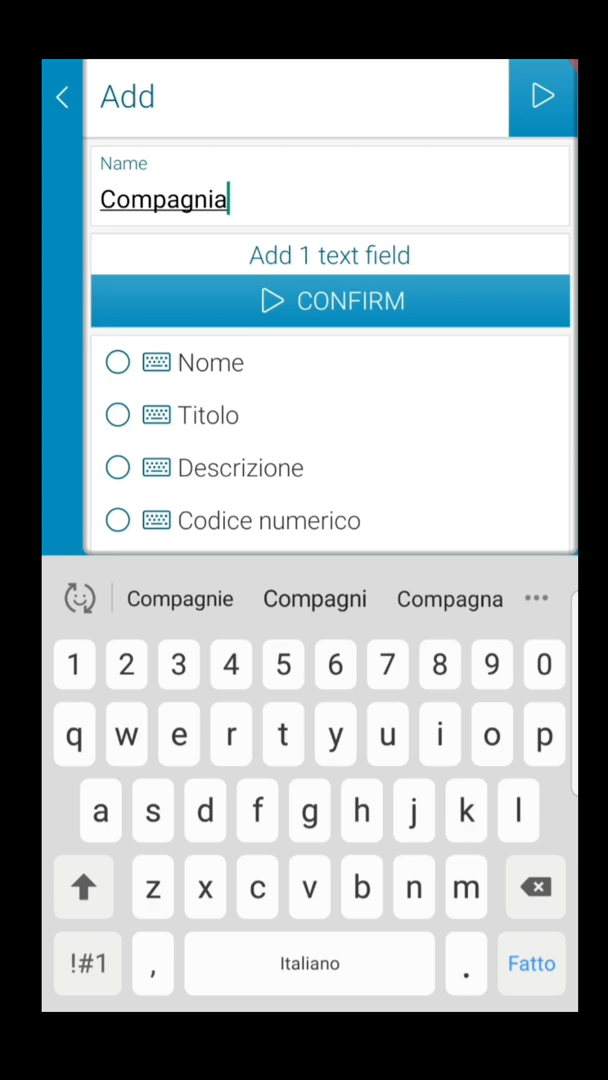 Add
Name
Compagnia
Add 1 text field
CONFIRM
Nome
Titolo
Descrizione
Codice numerico
Compagnie Compagni Compagna
1 2 3 4 5 6 7 8 9 0
q w e r t y u i o p
a s d f g h j k l
z x c v b n m
!#1 , Italiano . Fatto